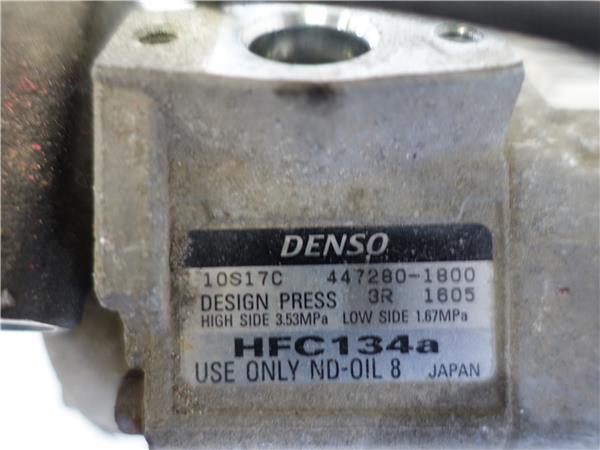 DENSO
10S17C 447280-1800
DESIGN PRESS 3R 1605
HIGH SIDE 3.53MPa LOW SIDE 1.67MPa
HFC134a
USE ONLY ND-OIL 8 JAPAN